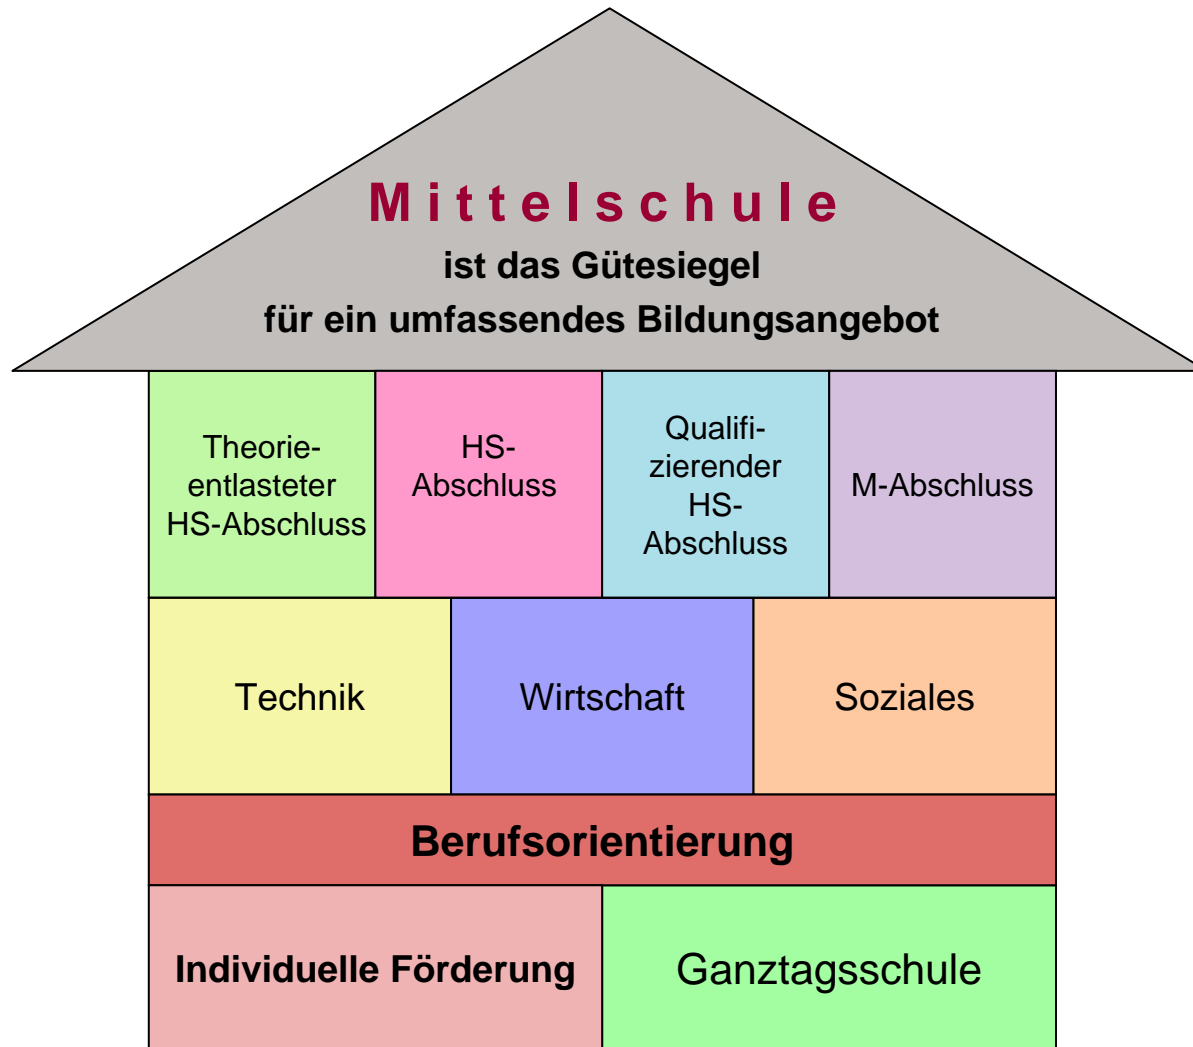 Mittelschule
ist das Gütesiegel
für ein umfassendes Bildungsangebot
Theorie-
entlasteter
HS-Abschluss
HS-
Abschluss
Qualifi-
zierender
HS-
Abschluss
M-Abschluss
Technik
Wirtschaft
Soziales
Berufsorientierung
Individuelle Förderung
Ganztagsschule